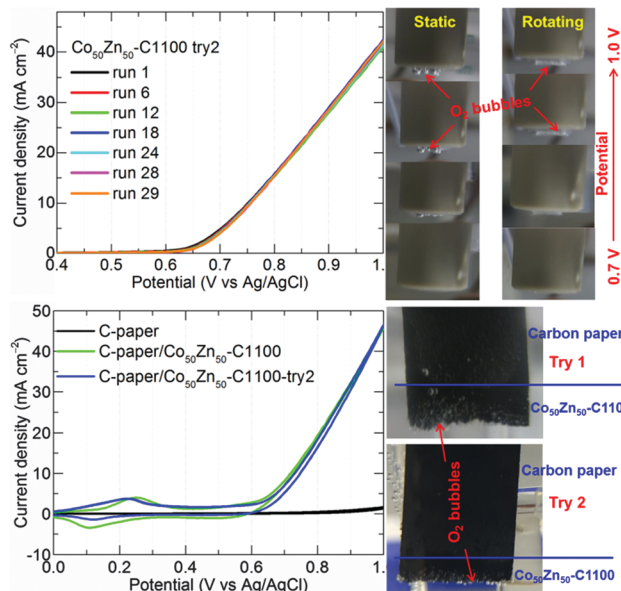 Co50Zn50-C1100 try2
run 1
run 6
run 12
run 18
run 24
run 28
run 29
Current density (mA cm−2)
40
30
20
10
0
0.4 0.5 0.6 0.7 0.8 0.9 1.
Potential (V vs Ag/AgCl)
Static
Rotating
O2 bubbles
1.0 V
Potential
0.7 V
C-paper
C-paper/Co50Zn50-C1100
C-paper/Co50Zn50-C1100-try2
Current density (mA cm−2)
50
40
30
20
10
0
-10
0.0 0.2 0.4 0.6 0.8 1.
Potential (V vs Ag/AgCl)
Carbon paper
Try 1
Co50Zn50-C110
O2 bubbles
Carbon paper
Try 2
Co50Zn50-C1100